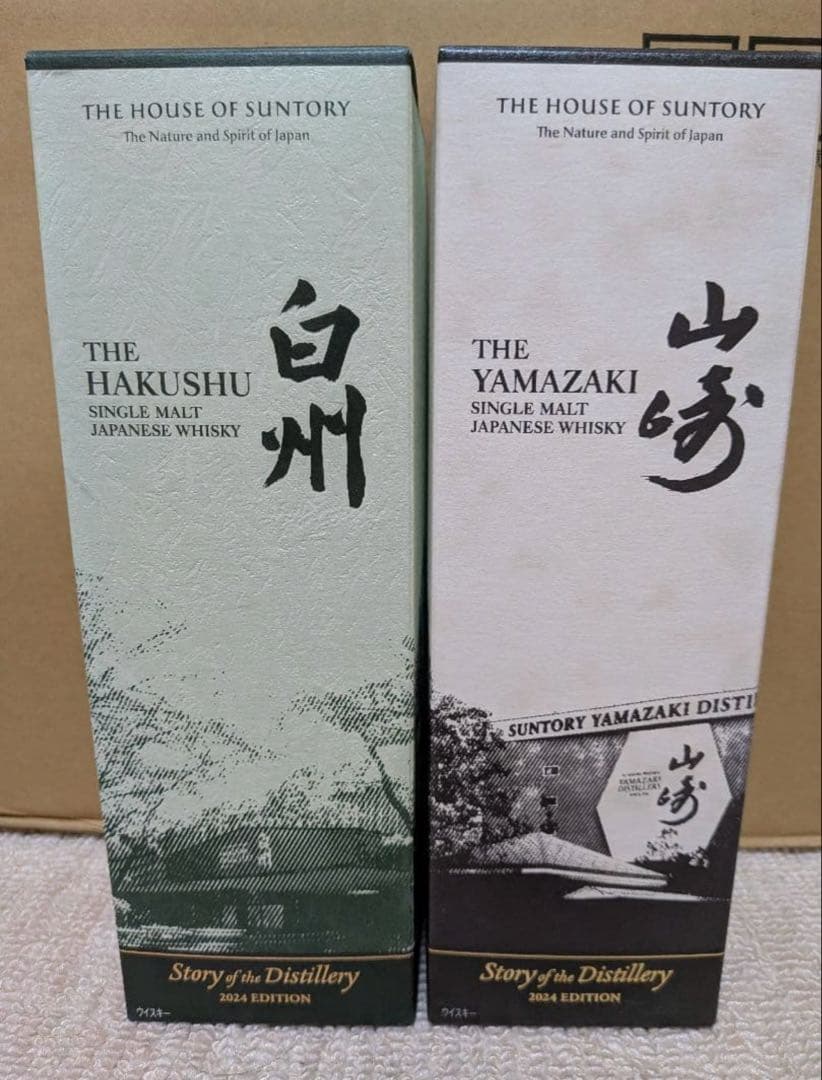 THE HOUSE OF SUNTORY
The Nature and Spirit of Japan
THE
HAKUSHU
SINGLE MALT
JAPANESE WHISKY
白州
Story of the Distillery
2024 EDITION
ウイスキー
THE HOUSE OF SUNTORY
The Nature and Spirit of Japan
THE
YAMAZAKI
SINGLE MALT
JAPANESE WHISKY
山崎
SUNTORY YAMAZAKI DISTI
山崎
YAMAZAKI
DISTILLERY
Story of the Distillery
2024 EDITION
ウイスキー